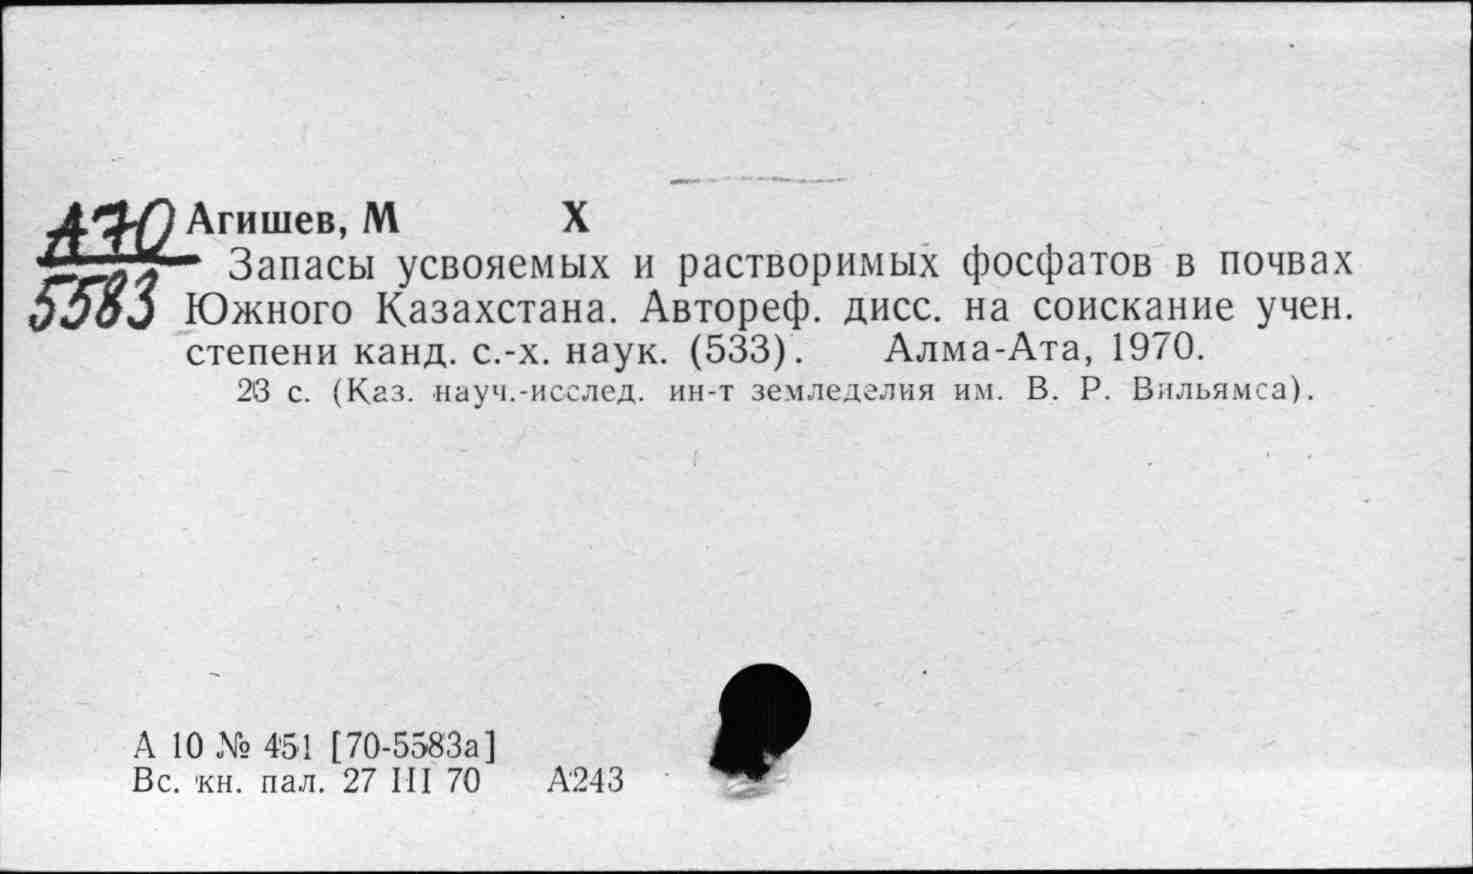 А70 Агишев, М Х
Запасы усвояемых и растворимых фосфатов в почвах
5583 Южного Казахстана. Автореф. дисс. на соискание учен.
степени канд. с.-х. наук. (533). Алма-Ата, 1970.
23 с. (Каз. науч.-исслед. ин-т земледелия им. В. Р. Вильямса).
А 10 № 451 [70-5583а]
Вс. кн. пал. 27 III 70 А243